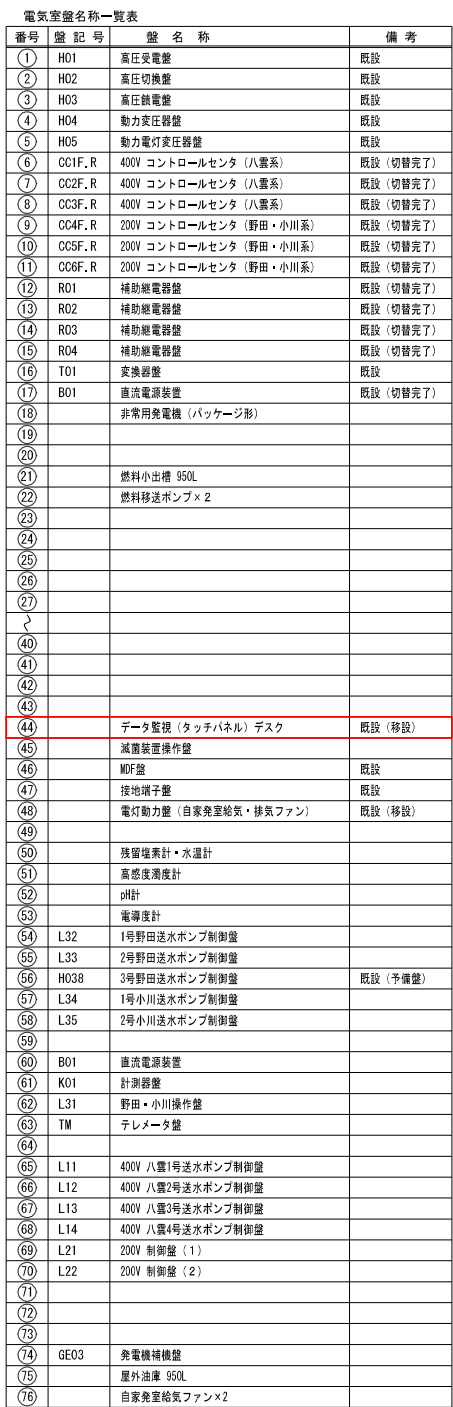 電気室盤名称一覧表
番号 盤記号 盤名称 備考
① H01 高圧受電盤 既設
② H02 高圧切換盤 既設
③ H03 高圧饋電盤 既設
④ H04 動力変圧器盤 既設
⑤ H05 動力電灯変圧器盤 既設
⑥ CC1F.R 400V コントロールセンタ（八雲系） 既設（切替完了）
⑦ CC2F.R 400V コントロールセンタ（八雲系） 既設（切替完了）
⑧ CC3F.R 400V コントロールセンタ（八雲系） 既設（切替完了）
⑨ CC4F.R 200V コントロールセンタ（野田・小川系） 既設（切替完了）
⑩ CC5F.R 200V コントロールセンタ（野田・小川系） 既設（切替完了）
⑪ CC6F.R 200V コントロールセンタ（野田・小川系） 既設（切替完了）
⑫ R01 補助継電器盤 既設（切替完了）
⑬ R02 補助継電器盤 既設（切替完了）
⑭ R03 補助継電器盤 既設（切替完了）
⑮ R04 補助継電器盤 既設（切替完了）
⑯ T01 変換器盤 既設
⑰ B01 直流電源装置 既設（切替完了）
⑱ 非常用発電機（パッケージ形）
⑲
⑳
㉑ 燃料小出槽 950L
㉒ 燃料移送ポンプ×２
㉓
㉔
㉕
㉖
㉗
〜
㊵
㊶
㊷
㊸
㊹ データ監視（タッチパネル）デスク 既設（移設）
㊺ 滅菌装置操作盤
㊻ MDF盤 既設
㊼ 接地端子盤 既設
㊽ 電灯動力盤（自家発室給気・排気ファン） 既設（移設）
㊾
㊿ 残留塩素計・水温計
51 高感度濁度計
52 pH計
53 電導度計
54 L32 1号野田送水ポンプ制御盤
55 L33 2号野田送水ポンプ制御盤
56 H038 3号野田送水ポンプ制御盤 既設（予備盤）
57 L34 1号小川送水ポンプ制御盤
58 L35 2号小川送水ポンプ制御盤
59
60 B01 直流電源装置
61 K01 計測器盤
62 L31 野田・小川操作盤
63 TM テレメータ盤
64
65 L11 400V 八雲1号送水ポンプ制御盤
66 L12 400V 八雲2号送水ポンプ制御盤
67 L13 400V 八雲3号送水ポンプ制御盤
68 L14 400V 八雲4号送水ポンプ制御盤
69 L21 200V 制御盤（１）
70 L22 200V 制御盤（２）
71
72
73
74 GE03 発電機補機盤
75 屋外油庫 950L
76 自家発室給気ファン×2